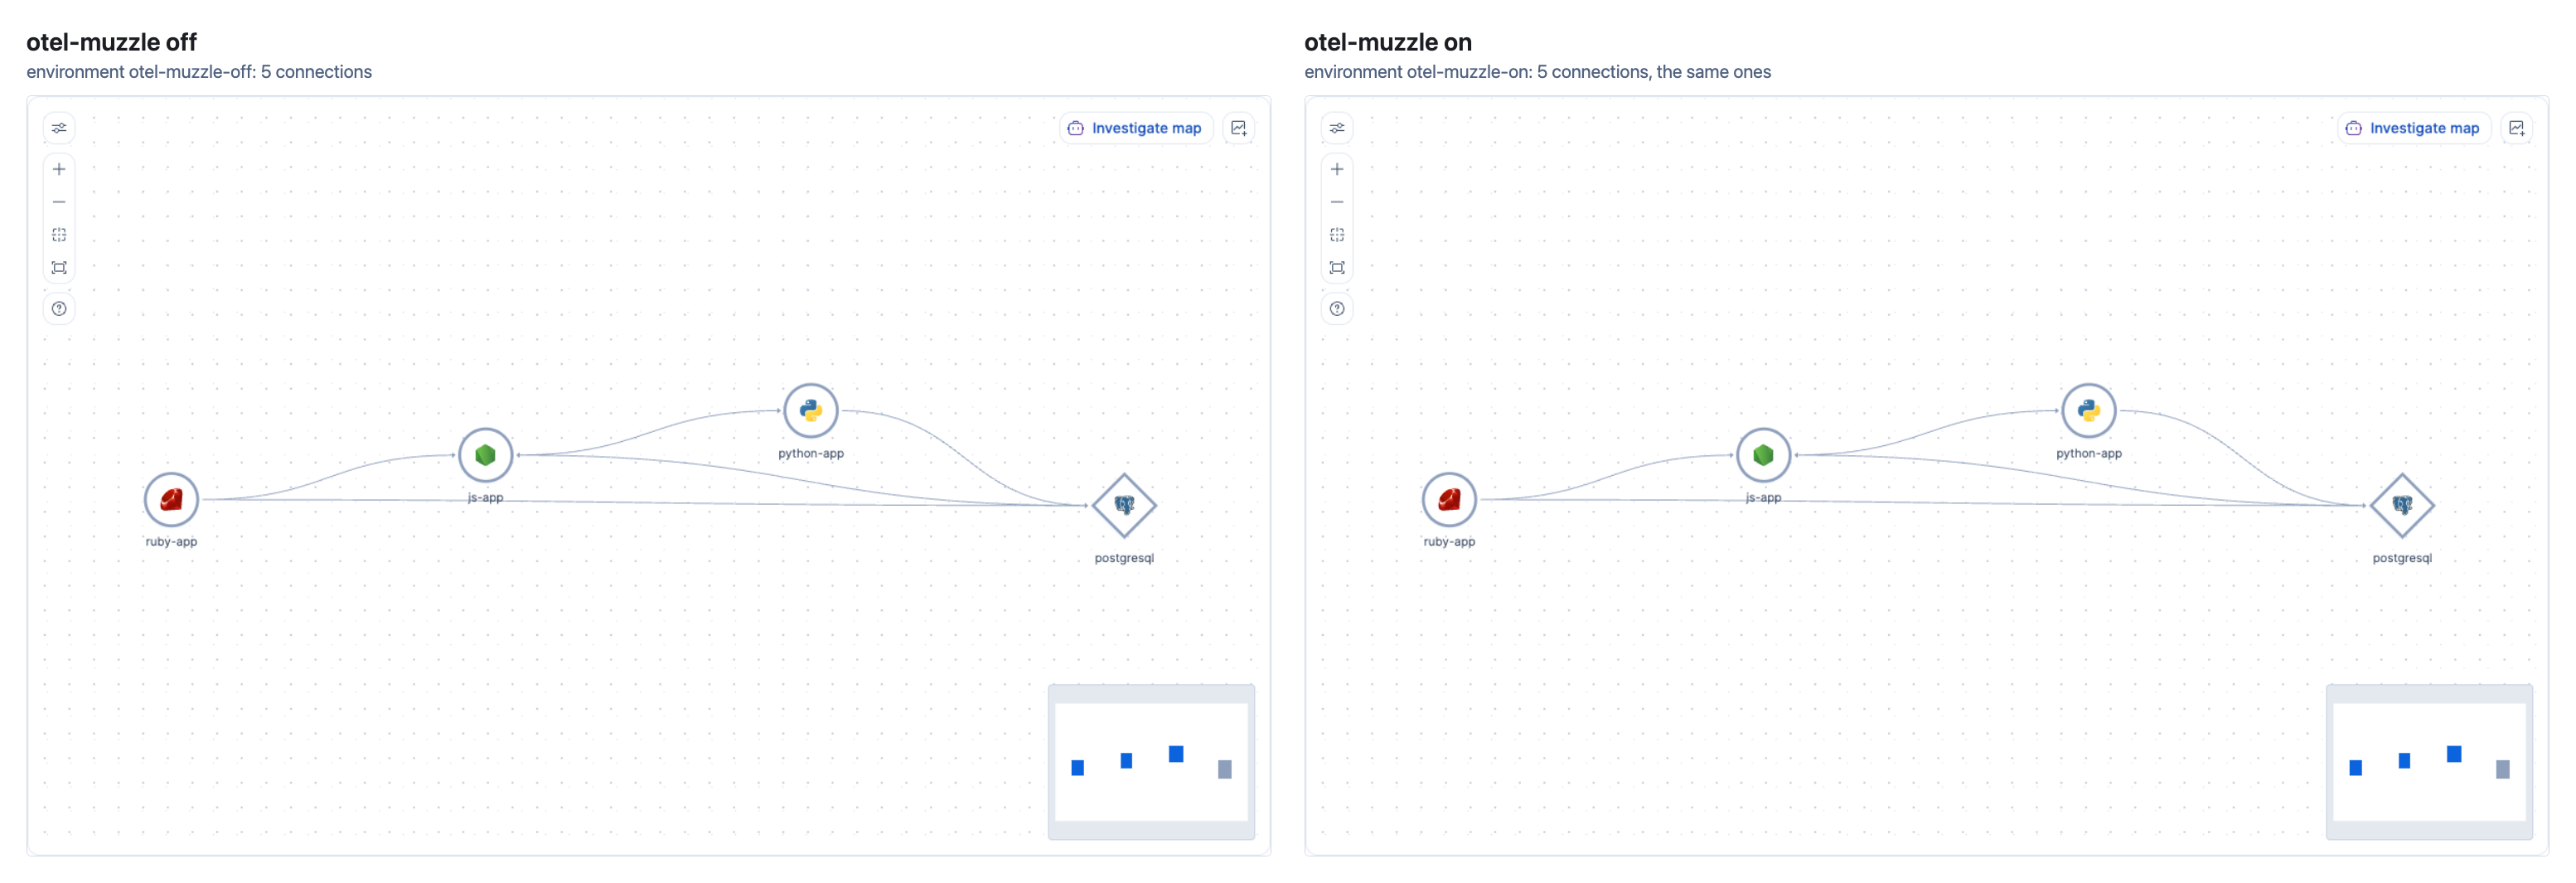 otel-muzzle off
environment otel-muzzle-off: 5 connections
Investigate map
python-app
js-app
ruby-app
postgresql
otel-muzzle on
environment otel-muzzle-on: 5 connections, the same ones
Investigate map
python-app
js-app
ruby-app
postgresql